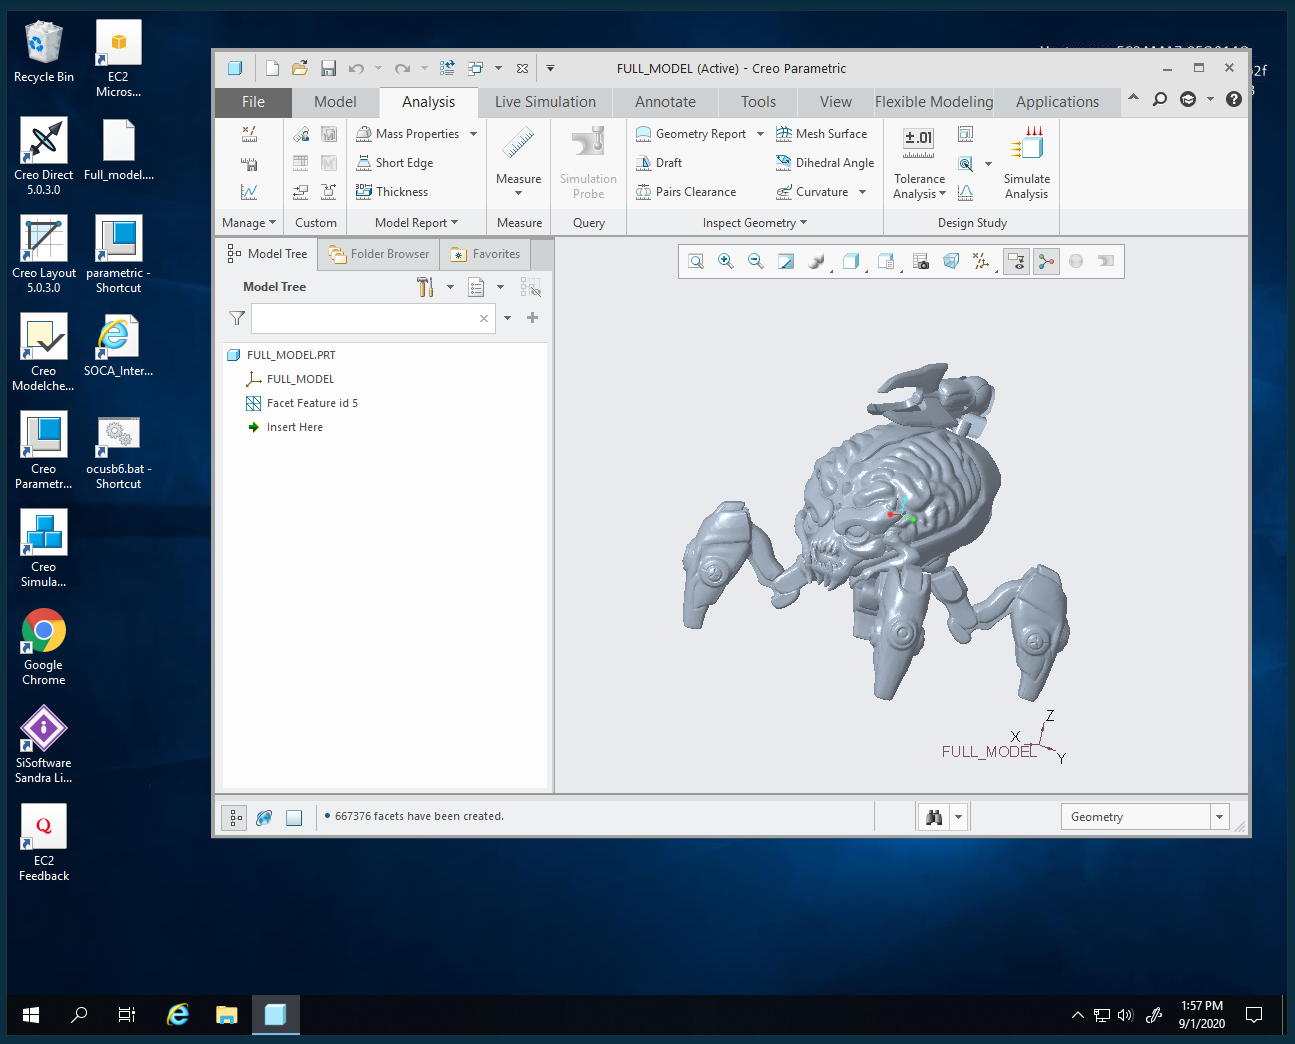 Recycle Bin
EC2
Micros...
Creo Direct
5.0.3.0
Full_model....
Creo Layout
5.0.3.0
parametric -
Shortcut
Creo
Modelche...
SOCA_Inter...
Creo
Parametr...
ocusb6.bat -
Shortcut
Creo
Simula...
Google
Chrome
SiSoftware
Sandra Li...
EC2
Feedback
FULL_MODEL (Active) - Creo Parametric
File
Model
Analysis
Live Simulation
Annotate
Tools
View
Flexible Modeling
Applications
Mass Properties
Short Edge
Thickness
Measure
Simulation
Probe
Geometry Report
Mesh Surface
Draft
Dihedral Angle
Pairs Clearance
Curvature
±.01
Tolerance
Analysis
Simulate
Analysis
Manage
Custom
Model Report
Measure
Query
Inspect Geometry
Design Study
Model Tree
Folder Browser
Favorites
Model Tree
FULL_MODEL.PRT
FULL_MODEL
Facet Feature id 5
Insert Here
Z
X
FULL_MODEL
Y
• 667376 facets have been created.
Geometry
1:57 PM
9/1/2020